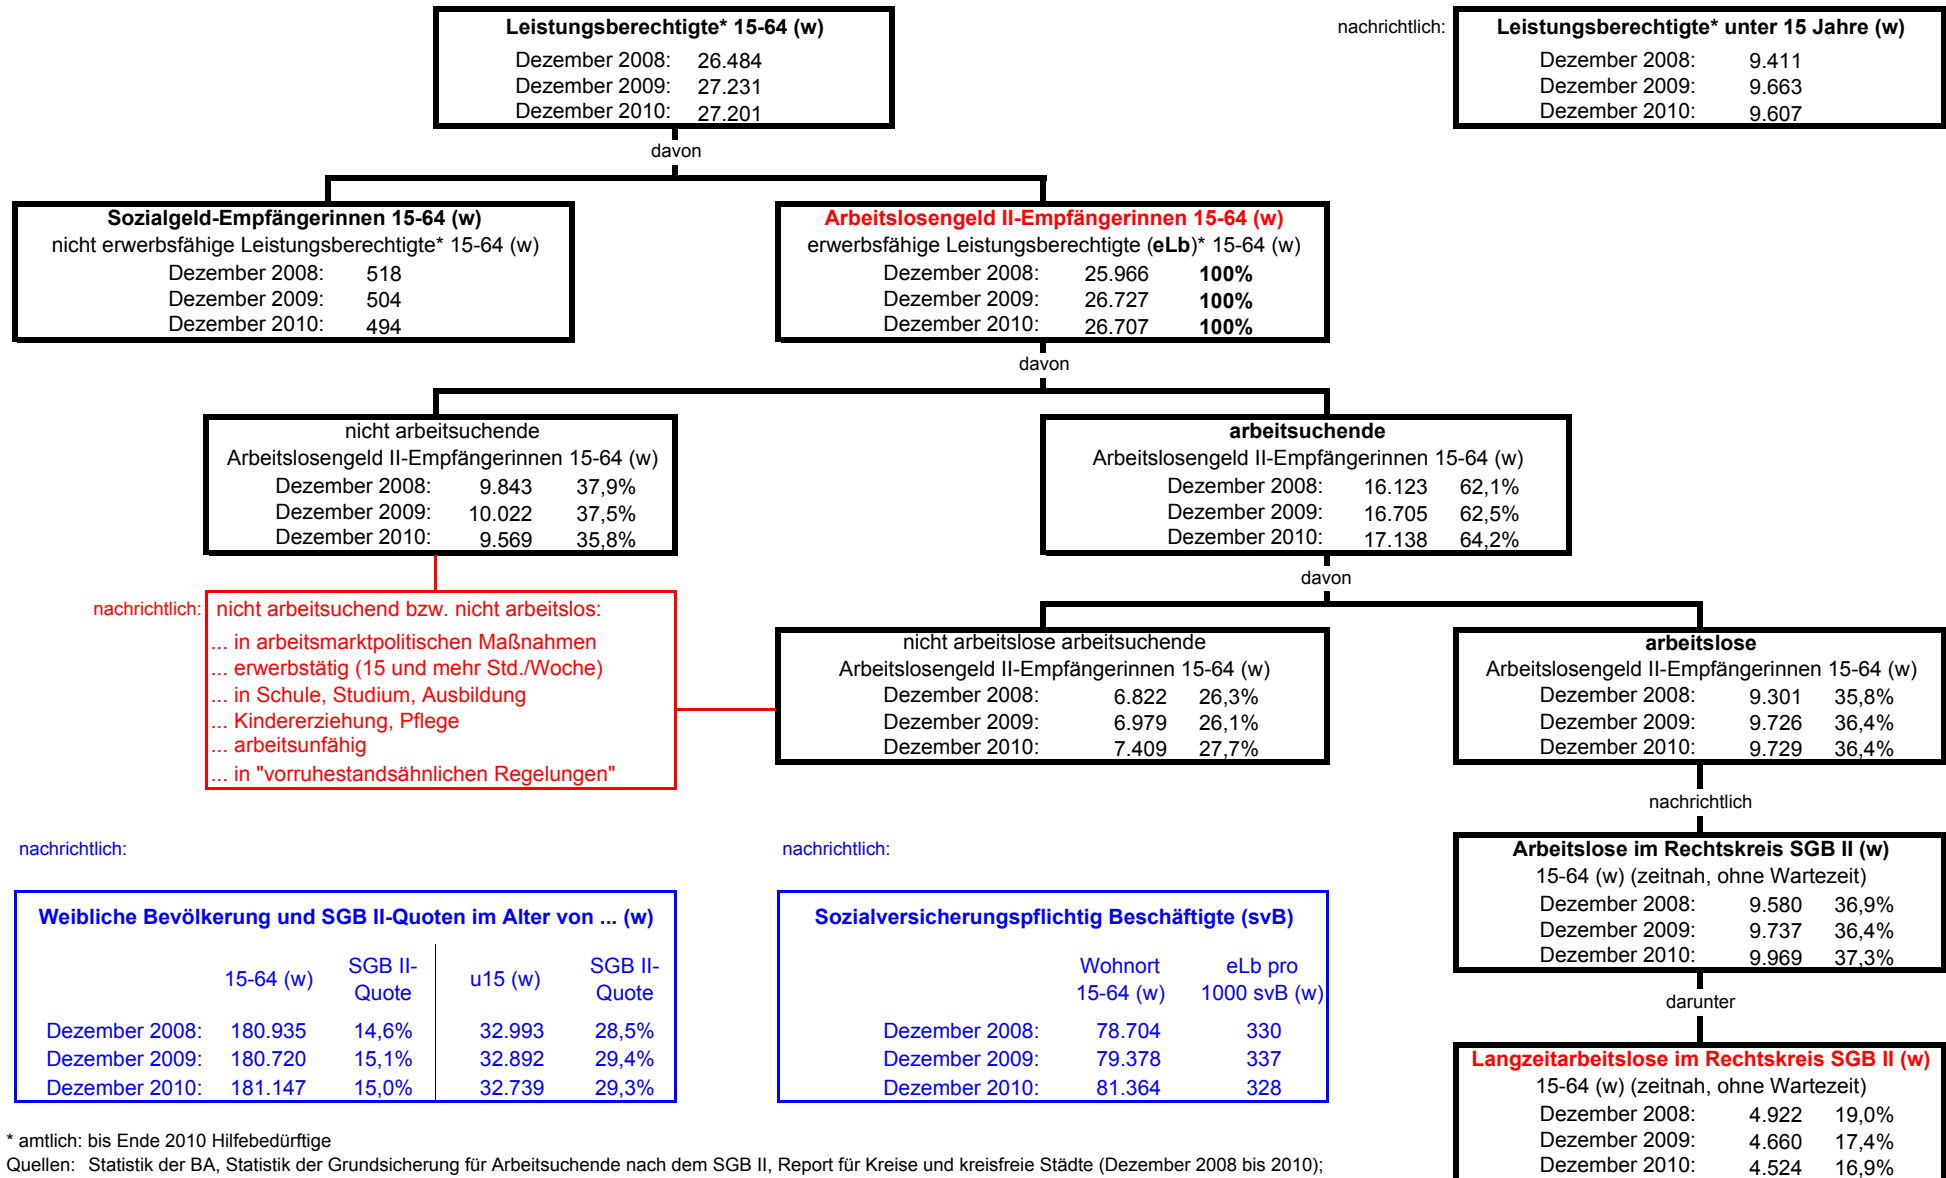 Leistungsberechtigte* 15-64 (w)
Dezember 2008: 26.484
Dezember 2009: 27.231
Dezember 2010: 27.201
nachrichtlich:
Leistungsberechtigte* unter 15 Jahre (w)
Dezember 2008: 9.411
Dezember 2009: 9.663
Dezember 2010: 9.607
davon
Sozialgeld-Empfängerinnen 15-64 (w)
nicht erwerbsfähige Leistungsberechtigte* 15-64 (w)
Dezember 2008: 518
Dezember 2009: 504
Dezember 2010: 494
Arbeitslosengeld II-Empfängerinnen 15-64 (w)
erwerbsfähige Leistungsberechtigte (eLb)* 15-64 (w)
Dezember 2008: 25.966 100%
Dezember 2009: 26.727 100%
Dezember 2010: 26.707 100%
davon
nicht arbeitsuchende
Arbeitslosengeld II-Empfängerinnen 15-64 (w)
Dezember 2008: 9.843 37,9%
Dezember 2009: 10.022 37,5%
Dezember 2010: 9.569 35,8%
arbeitsuchende
Arbeitslosengeld II-Empfängerinnen 15-64 (w)
Dezember 2008: 16.123 62,1%
Dezember 2009: 16.705 62,5%
Dezember 2010: 17.138 64,2%
davon
nachrichtlich:
nicht arbeitsuchend bzw. nicht arbeitslos:
... in arbeitsmarktpolitischen Maßnahmen
... erwerbstätig (15 und mehr Std./Woche)
... in Schule, Studium, Ausbildung
... Kindererziehung, Pflege
... arbeitsunfähig
... in "vorruhestandsähnlichen Regelungen"
nicht arbeitslose arbeitsuchende
Arbeitslosengeld II-Empfängerinnen 15-64 (w)
Dezember 2008: 6.822 26,3%
Dezember 2009: 6.979 26,1%
Dezember 2010: 7.409 27,7%
arbeitslose
Arbeitslosengeld II-Empfängerinnen 15-64 (w)
Dezember 2008: 9.301 35,8%
Dezember 2009: 9.726 36,4%
Dezember 2010: 9.729 36,4%
nachrichtlich
Arbeitslose im Rechtskreis SGB II (w)
15-64 (w) (zeitnah, ohne Wartezeit)
Dezember 2008: 9.580 36,9%
Dezember 2009: 9.737 36,4%
Dezember 2010: 9.969 37,3%
darunter
Langzeitarbeitslose im Rechtskreis SGB II (w)
15-64 (w) (zeitnah, ohne Wartezeit)
Dezember 2008: 4.922 19,0%
Dezember 2009: 4.660 17,4%
Dezember 2010: 4.524 16,9%
nachrichtlich:
Weibliche Bevölkerung und SGB II-Quoten im Alter von ... (w)
15-64 (w) SGB II- u15 (w) SGB II-
Quote Quote
Dezember 2008: 180.935 14,6% 32.993 28,5%
Dezember 2009: 180.720 15,1% 32.892 29,4%
Dezember 2010: 181.147 15,0% 32.739 29,3%
nachrichtlich:
Sozialversicherungspflichtig Beschäftigte (svB)
Wohnort eLb pro
15-64 (w) 1000 svB (w)
Dezember 2008: 78.704 330
Dezember 2009: 79.378 337
Dezember 2010: 81.364 328
* amtlich: bis Ende 2010 Hilfebedürftige
Quellen: Statistik der BA, Statistik der Grundsicherung für Arbeitsuchende nach dem SGB II, Report für Kreise und kreisfreie Städte (Dezember 2008 bis 2010);